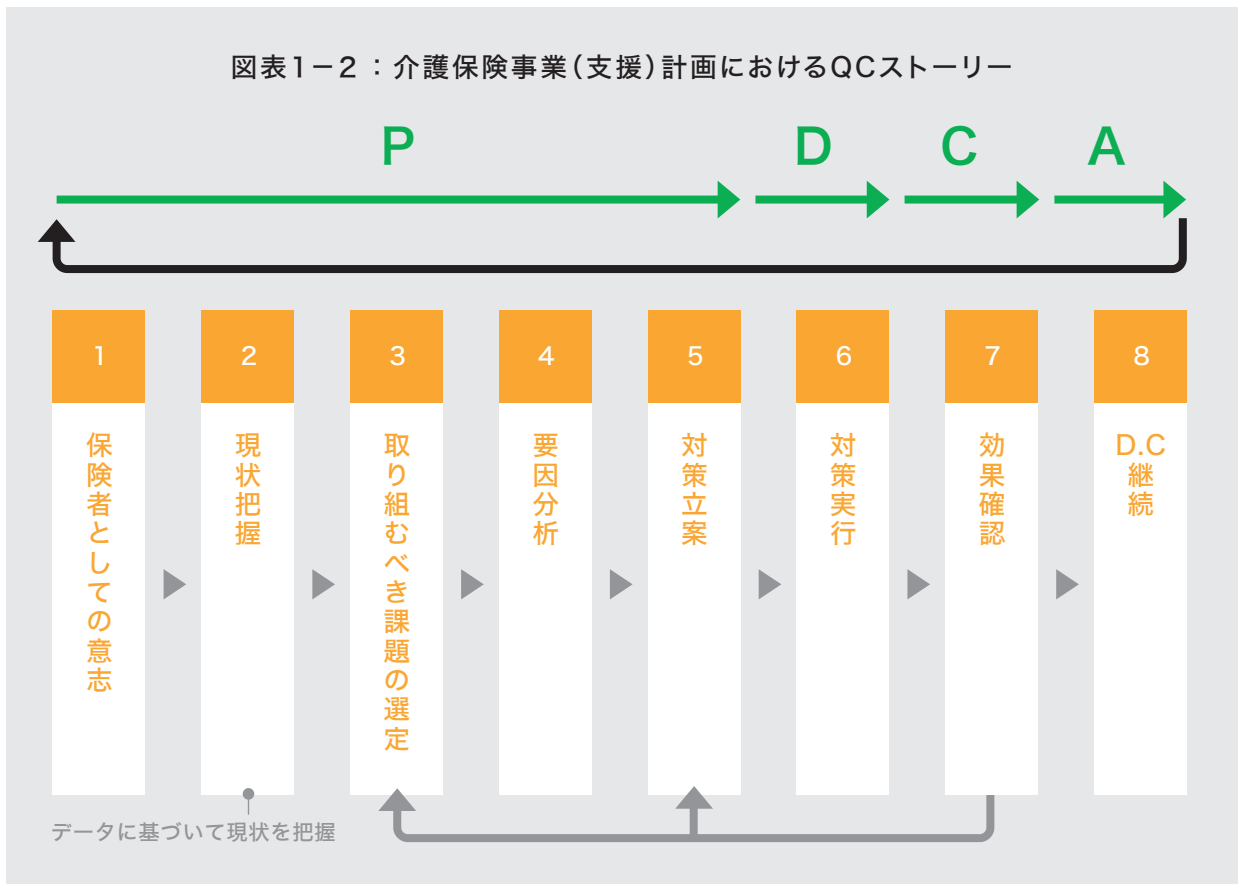 図表1－2 ： 介護保険事業（支援）計画におけるQCストーリー
P
D
C
A
1
保険者としての意志
2
現状把握
3
取り組むべき課題の選定
4
要因分析
5
対策立案
6
対策実行
7
効果確認
8
D.C継続
データに基づいて現状を把握